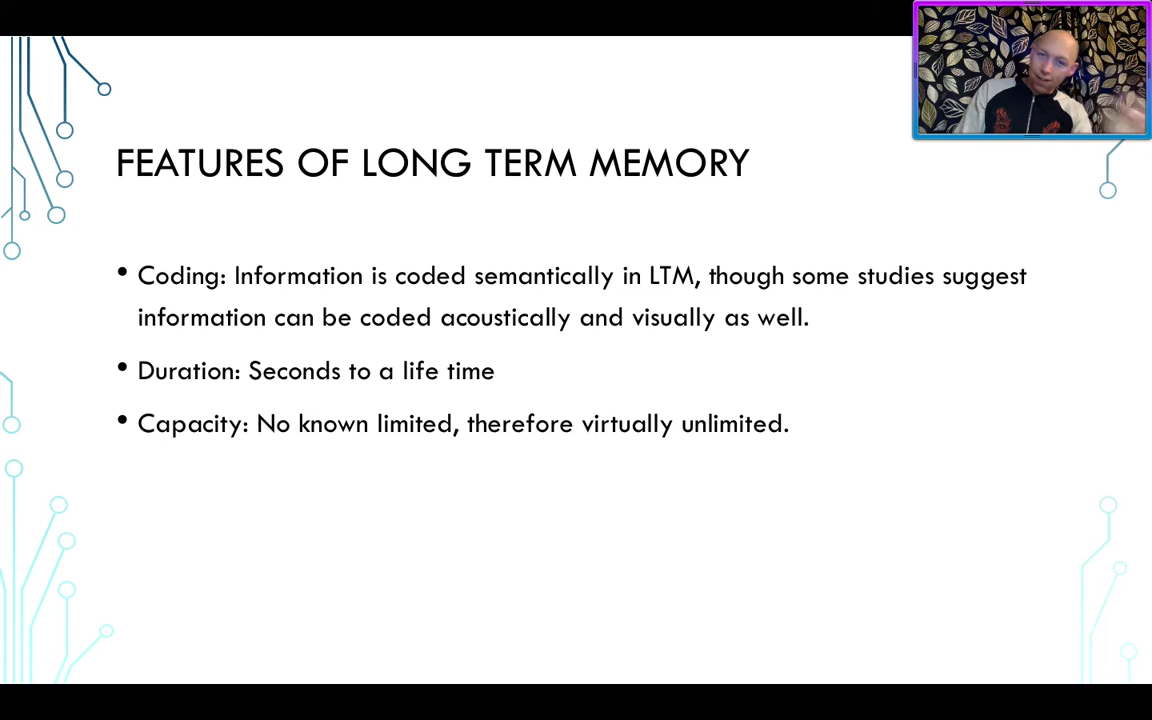 FEATURES OF LONG TERM MEMORY
• Coding: Information is coded semantically in LTM, though some studies suggest
information can be coded acoustically and visually as well.
• Duration: Seconds to a life time
• Capacity: No known limited, therefore virtually unlimited.